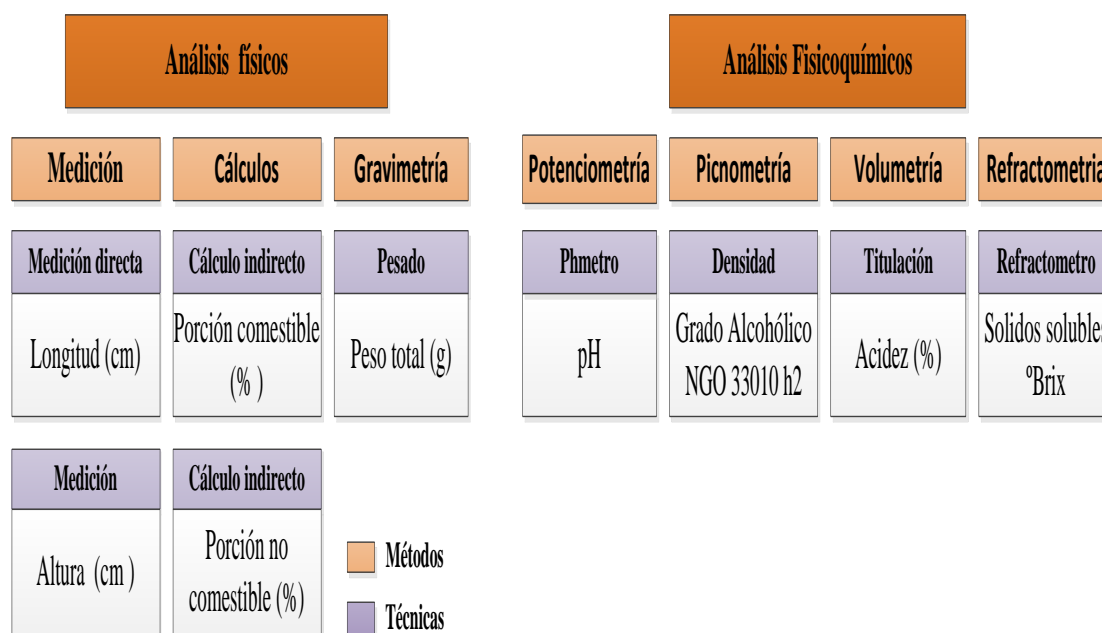 Análisis físicos
Medición
Cálculos
Gravimetría
Medición directa
Longitud (cm)
Cálculo indirecto
Porción comestible
(% )
Pesado
Peso total (g)
Medición
Altura (cm )
Cálculo indirecto
Porción no
comestible (%)
Métodos
Técnicas
Análisis Fisicoquímicos
Potenciometría
Picnometría
Volumetría
Refractometria
Phmetro
pH
Densidad
Grado Alcohólico
NGO 33010 h2
Titulación
Acidez (%)
Refractometro
Solidos solubles
ºBrix